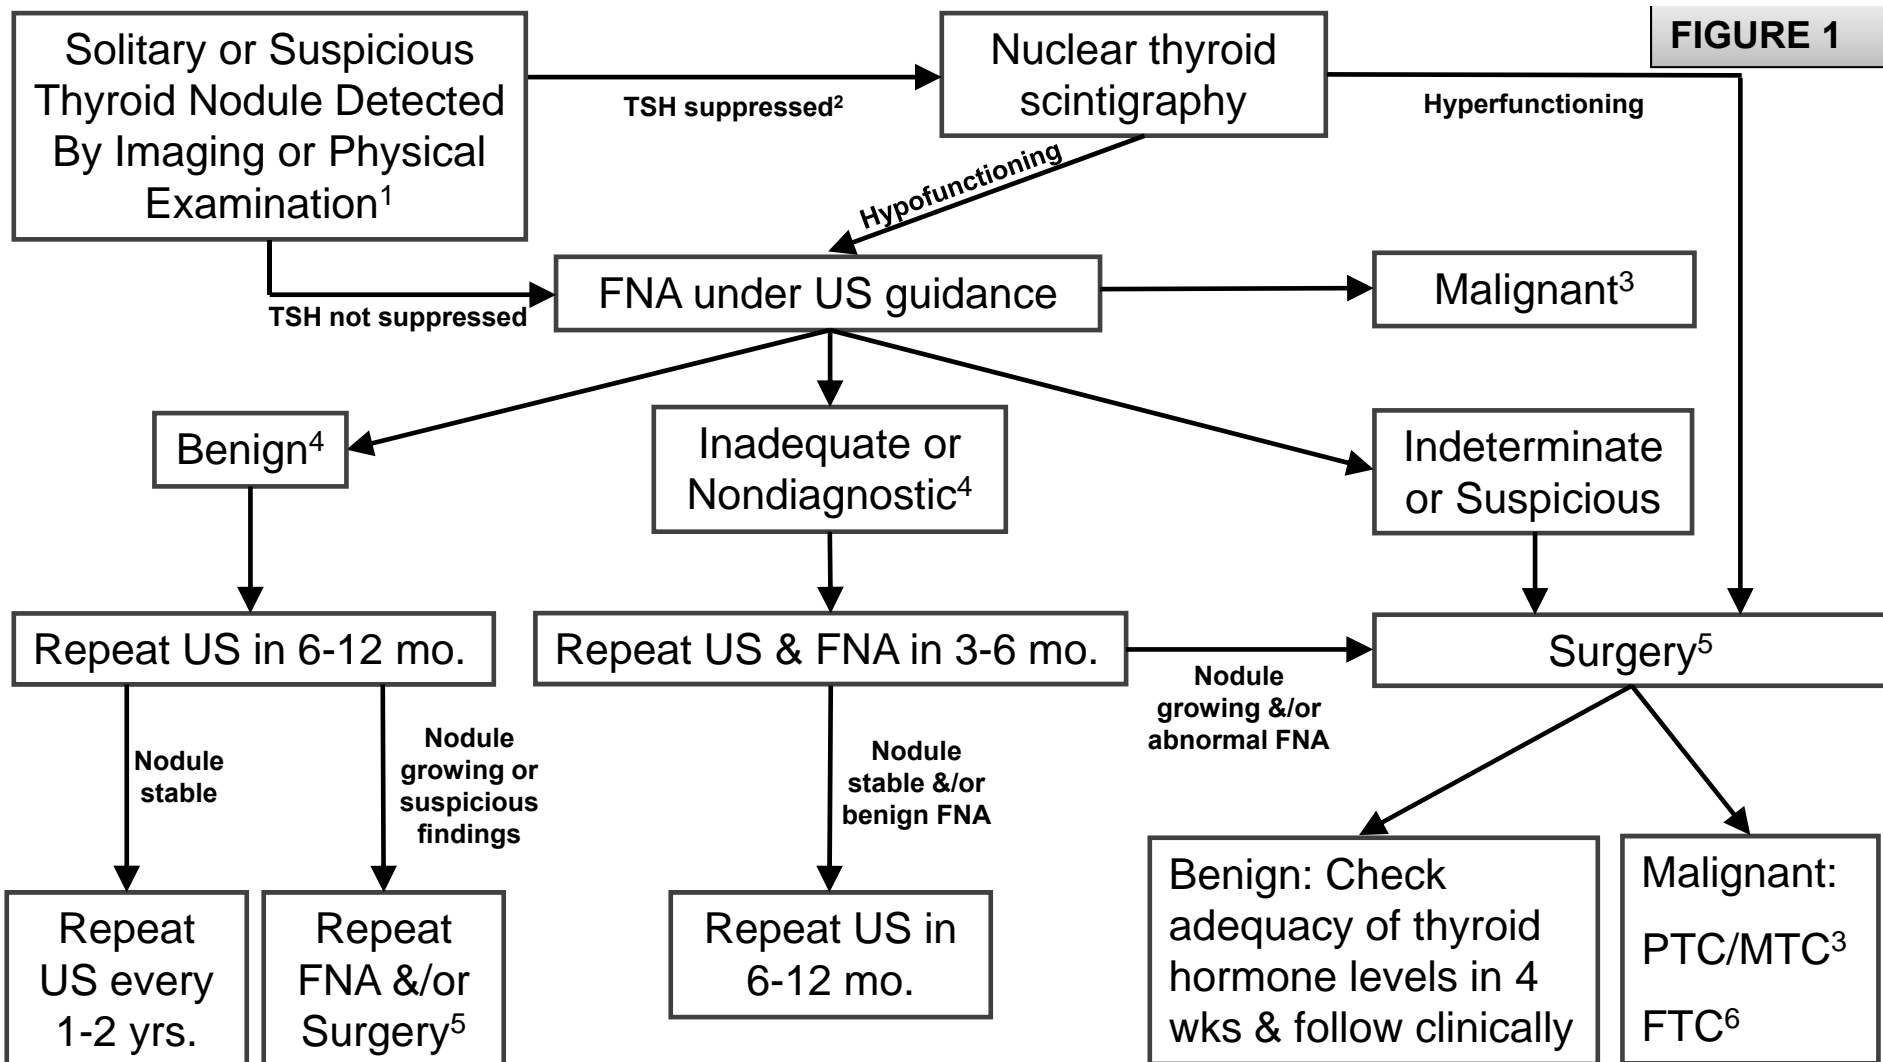 FIGURE 1
Solitary or Suspicious
Thyroid Nodule Detected
By Imaging or Physical
Examination¹
TSH suppressed²
Nuclear thyroid
scintigraphy
Hyperfunctioning
Hypofunctioning
TSH not suppressed
FNA under US guidance
Malignant³
Benign⁴
Inadequate or
Nondiagnostic⁴
Indeterminate
or Suspicious
Repeat US in 6-12 mo.
Repeat US & FNA in 3-6 mo.
Nodule
growing &/or
abnormal FNA
Surgery⁵
Nodule
stable
Nodule
growing or
suspicious
findings
Nodule
stable &/or
benign FNA
Repeat
US every
1-2 yrs.
Repeat
FNA &/or
Surgery⁵
Repeat US in
6-12 mo.
Benign: Check
adequacy of thyroid
hormone levels in 4
wks & follow clinically
Malignant:
PTC/MTC³
FTC⁶